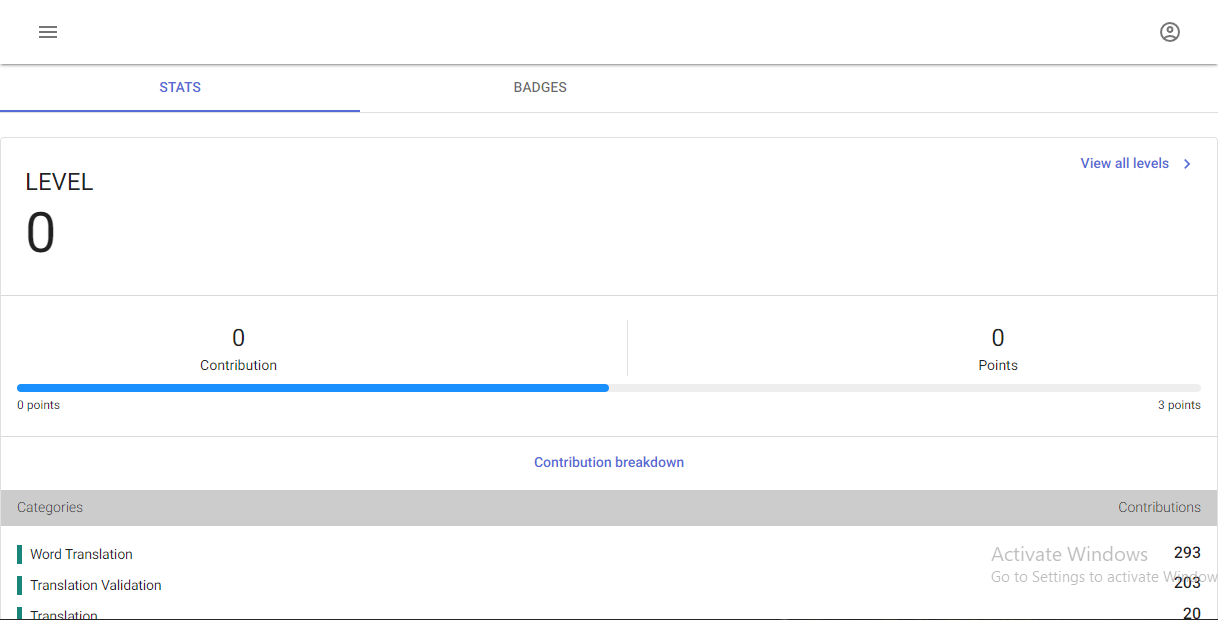 STATS BADGES
View all levels
LEVEL
0
0 0
Contribution Points
0 points 3 points
Contribution breakdown
Categories Contributions
Word Translation 293
Activate Windows
Translation Validation 203
Go to Settings to activate Window
Translation 20